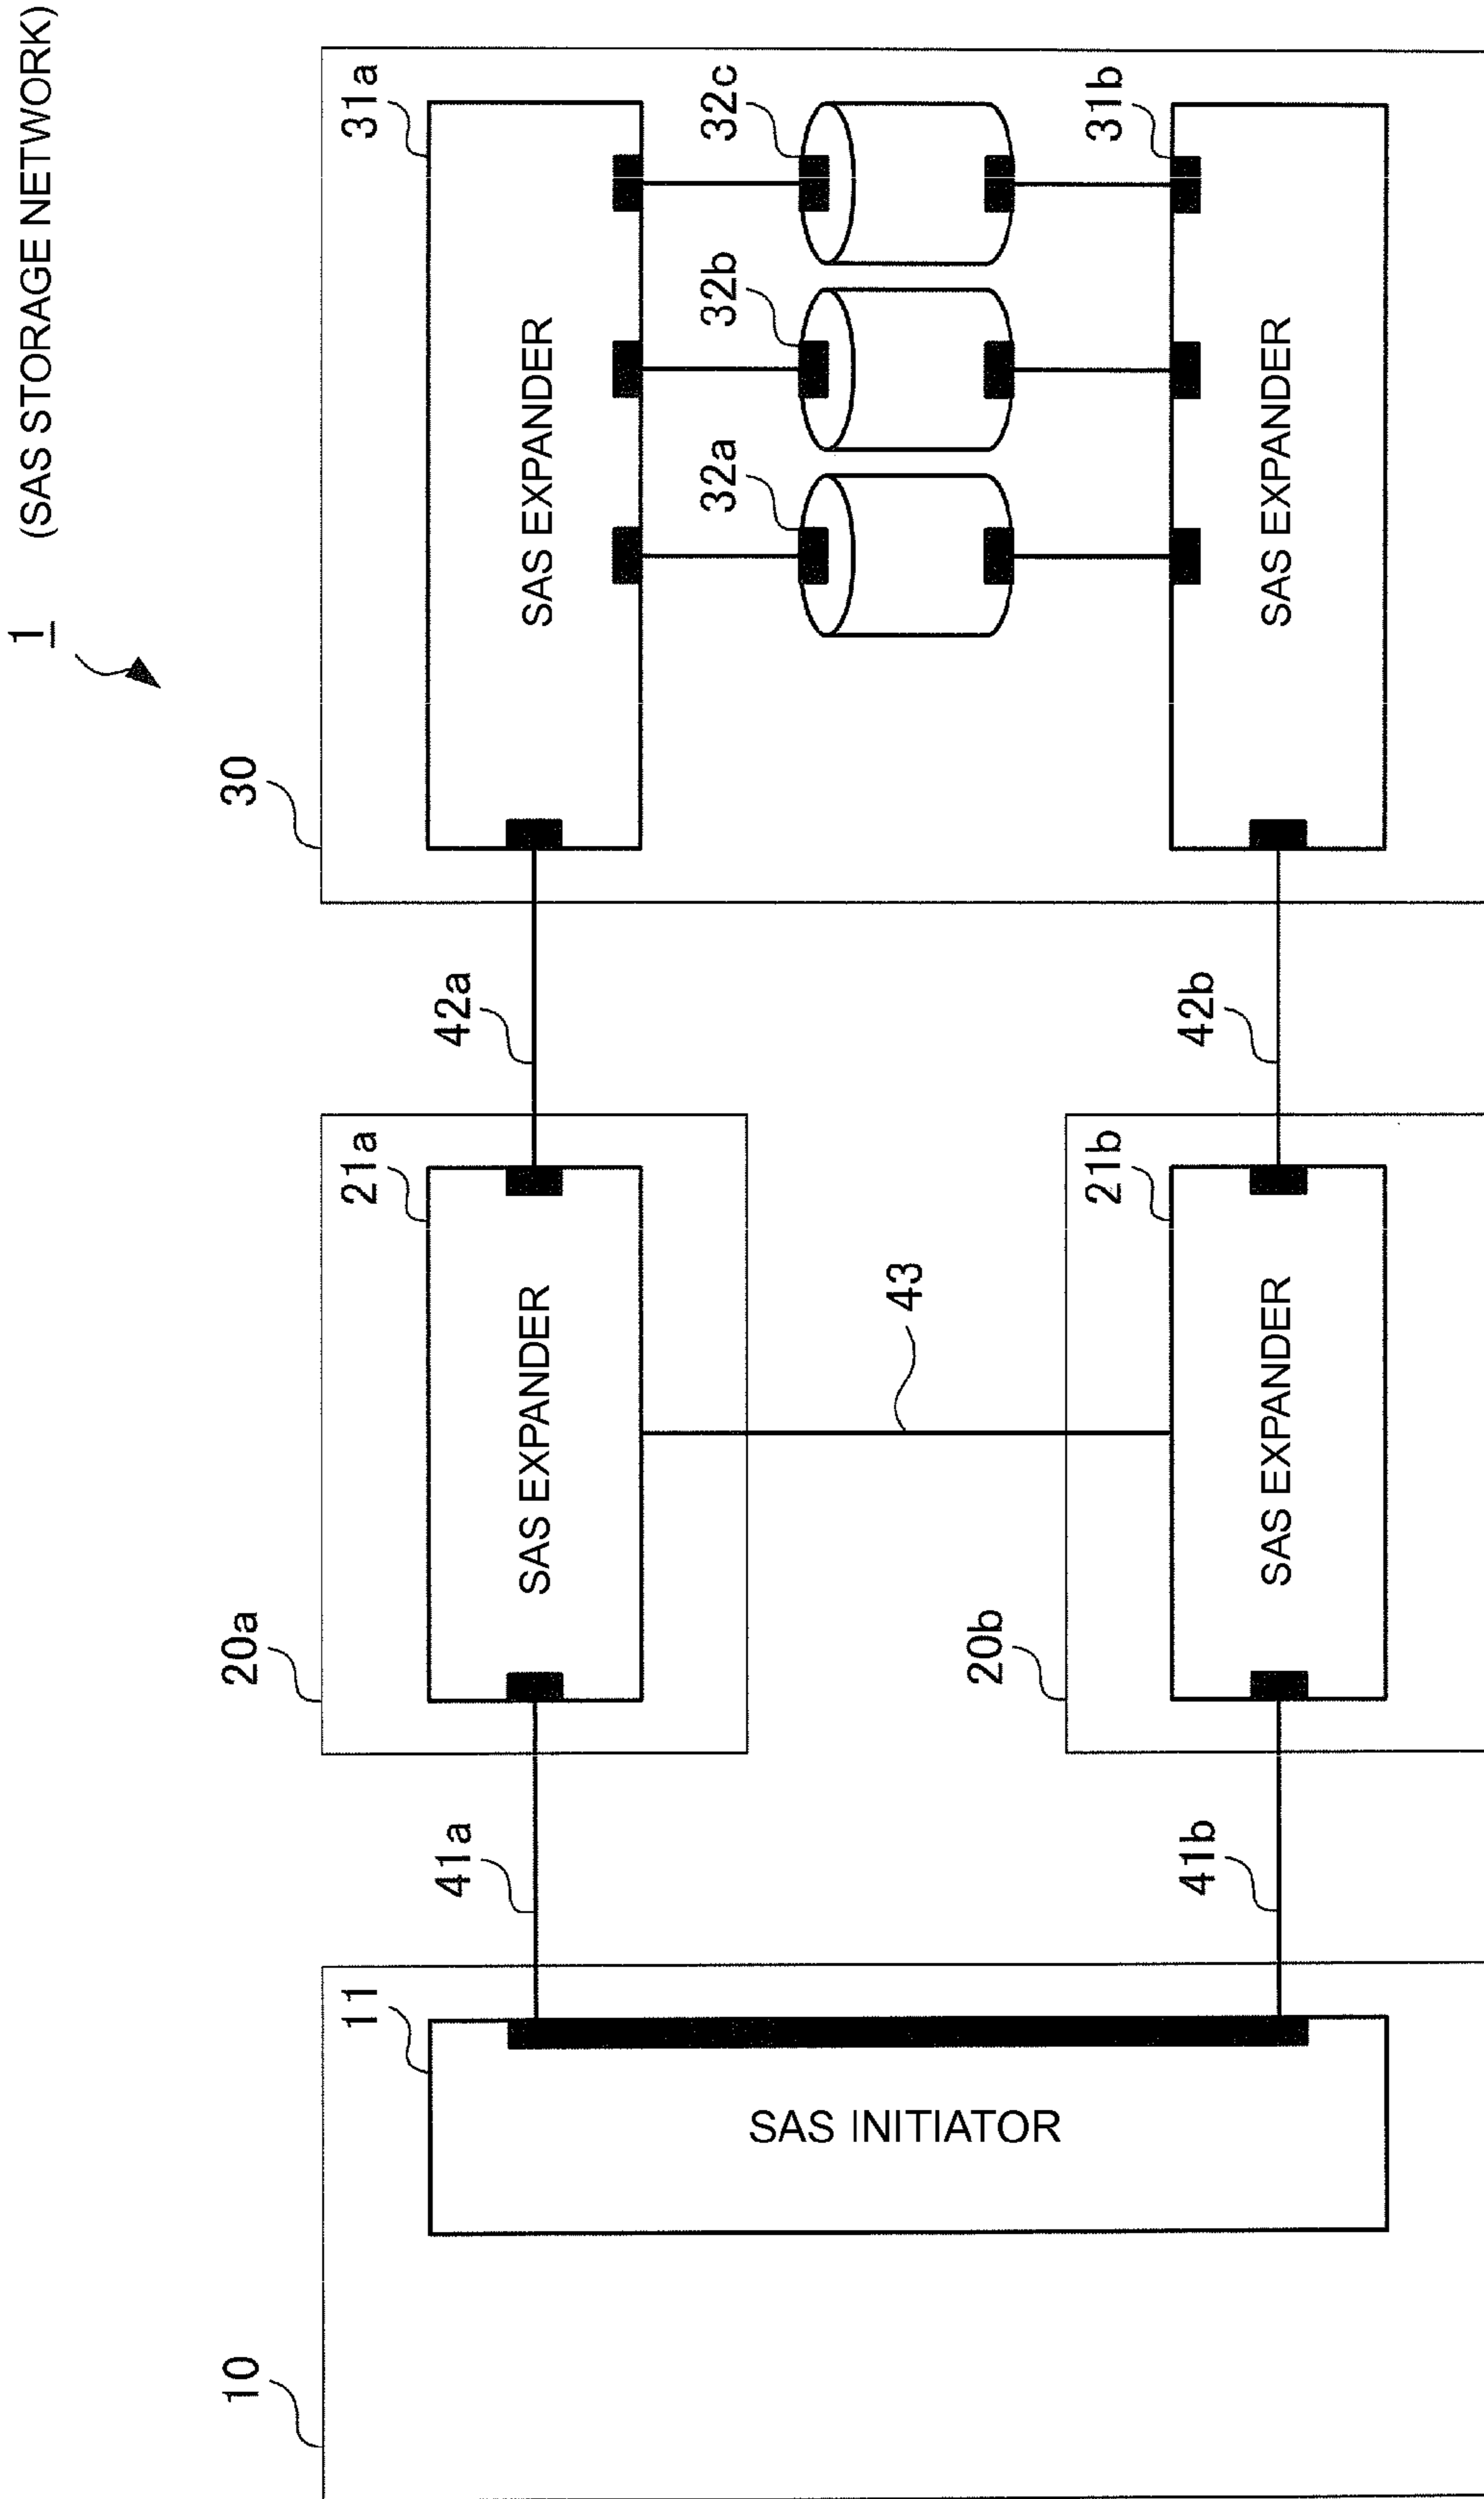 1 (SAS STORAGE NETWORK)
10
11
SAS INITIATOR
41a
41b
20a
21a
SAS EXPANDER
20b
21b
SAS EXPANDER
43
42a
42b
30
31a
SAS EXPANDER
32a
32b
32c
31b
SAS EXPANDER